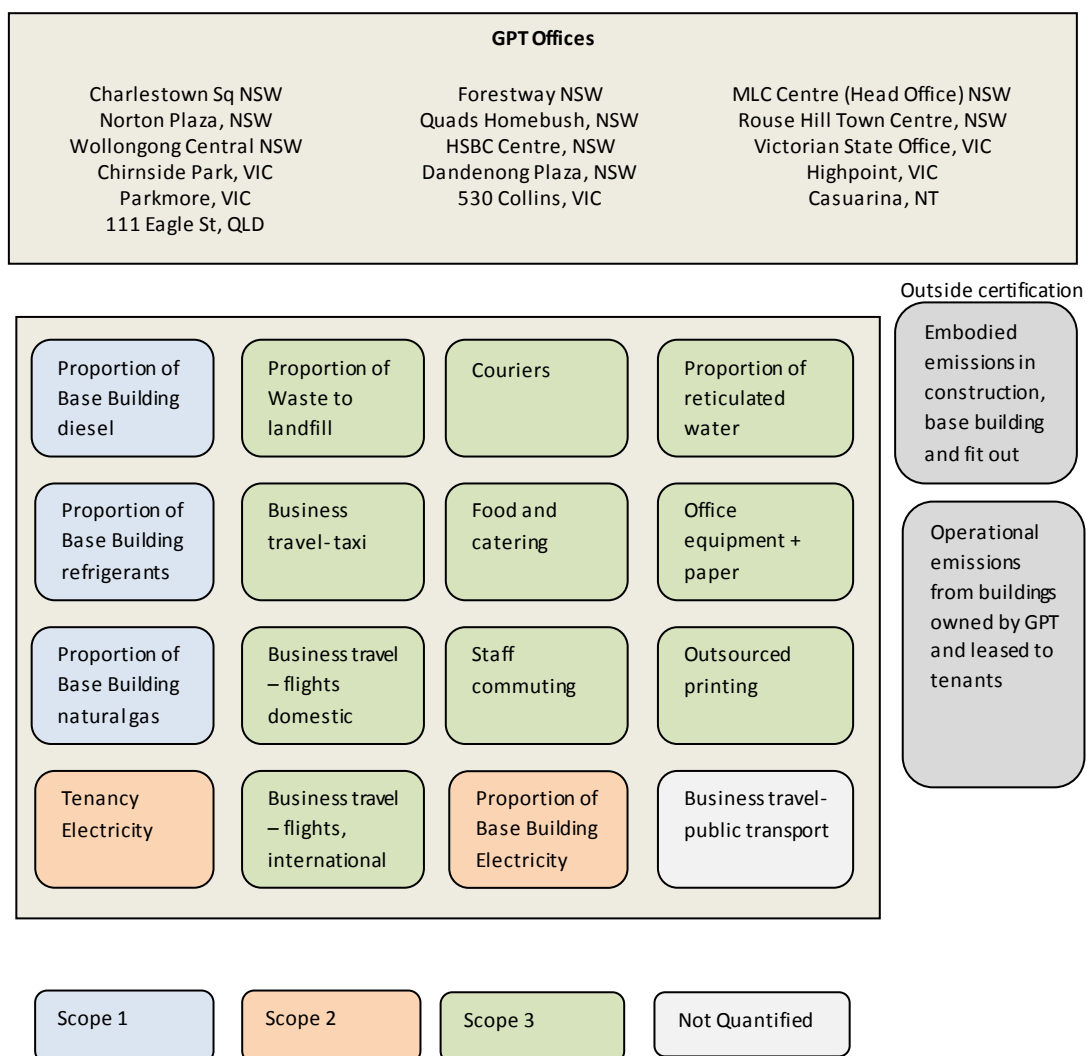 GPT Offices
Charlestown Sq NSW
Norton Plaza, NSW
Wollongong Central NSW
Chirnside Park, VIC
Parkmore, VIC
111 Eagle St, QLD
Forestway NSW
Quads Homebush, NSW
HSBC Centre, NSW
Dandenong Plaza, NSW
530 Collins, VIC
MLC Centre (Head Office) NSW
Rouse Hill Town Centre, NSW
Victorian State Office, VIC
Highpoint, VIC
Casuarina, NT
Outside certification
Proportion of
Base Building
diesel
Proportion of
Waste to
landfill
Couriers
Proportion of
reticulated
water
Embodied
emissions in
construction,
base building
and fit out
Proportion of
Base Building
refrigerants
Business
travel- taxi
Food and
catering
Office
equipment +
paper
Operational
emissions
from buildings
owned by GPT
and leased to
tenants
Proportion of
Base Building
natural gas
Business travel
– flights
domestic
Staff
commuting
Outsourced
printing
Tenancy
Electricity
Business travel
– flights,
international
Proportion of
Base Building
Electricity
Business travel-
public transport
Scope 1
Scope 2
Scope 3
Not Quantified